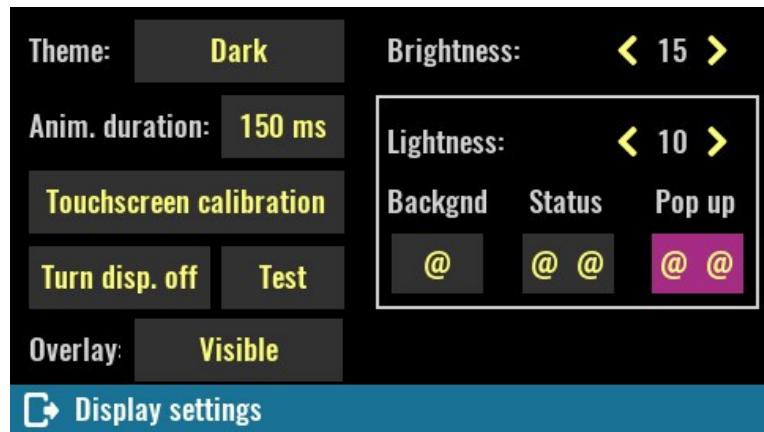 Theme: Dark
Brightness: 15
Anim. duration: 150 ms
Lightness: 10
Touchscreen calibration
Backgnd Status Pop up
Turn disp. off Test
@ @ @ @ @
Overlay: Visible
Display settings